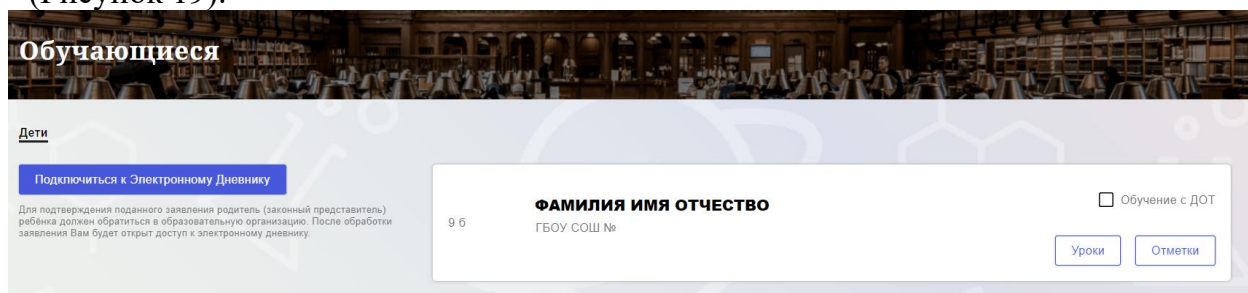 (Рисунок 19).
Обучающиеся
Дети
Подключиться к Электронному Дневнику
Для подтверждения поданного заявления родитель (законный представитель)
ребёнка должен обратиться в образовательную организацию. После обработки
заявления Вам будет открыт доступ к электронному дневнику.
9 б
ФАМИЛИЯ ИМЯ ОТЧЕСТВО
ГБОУ СОШ №
Обучение с ДОТ
Уроки
Отметки